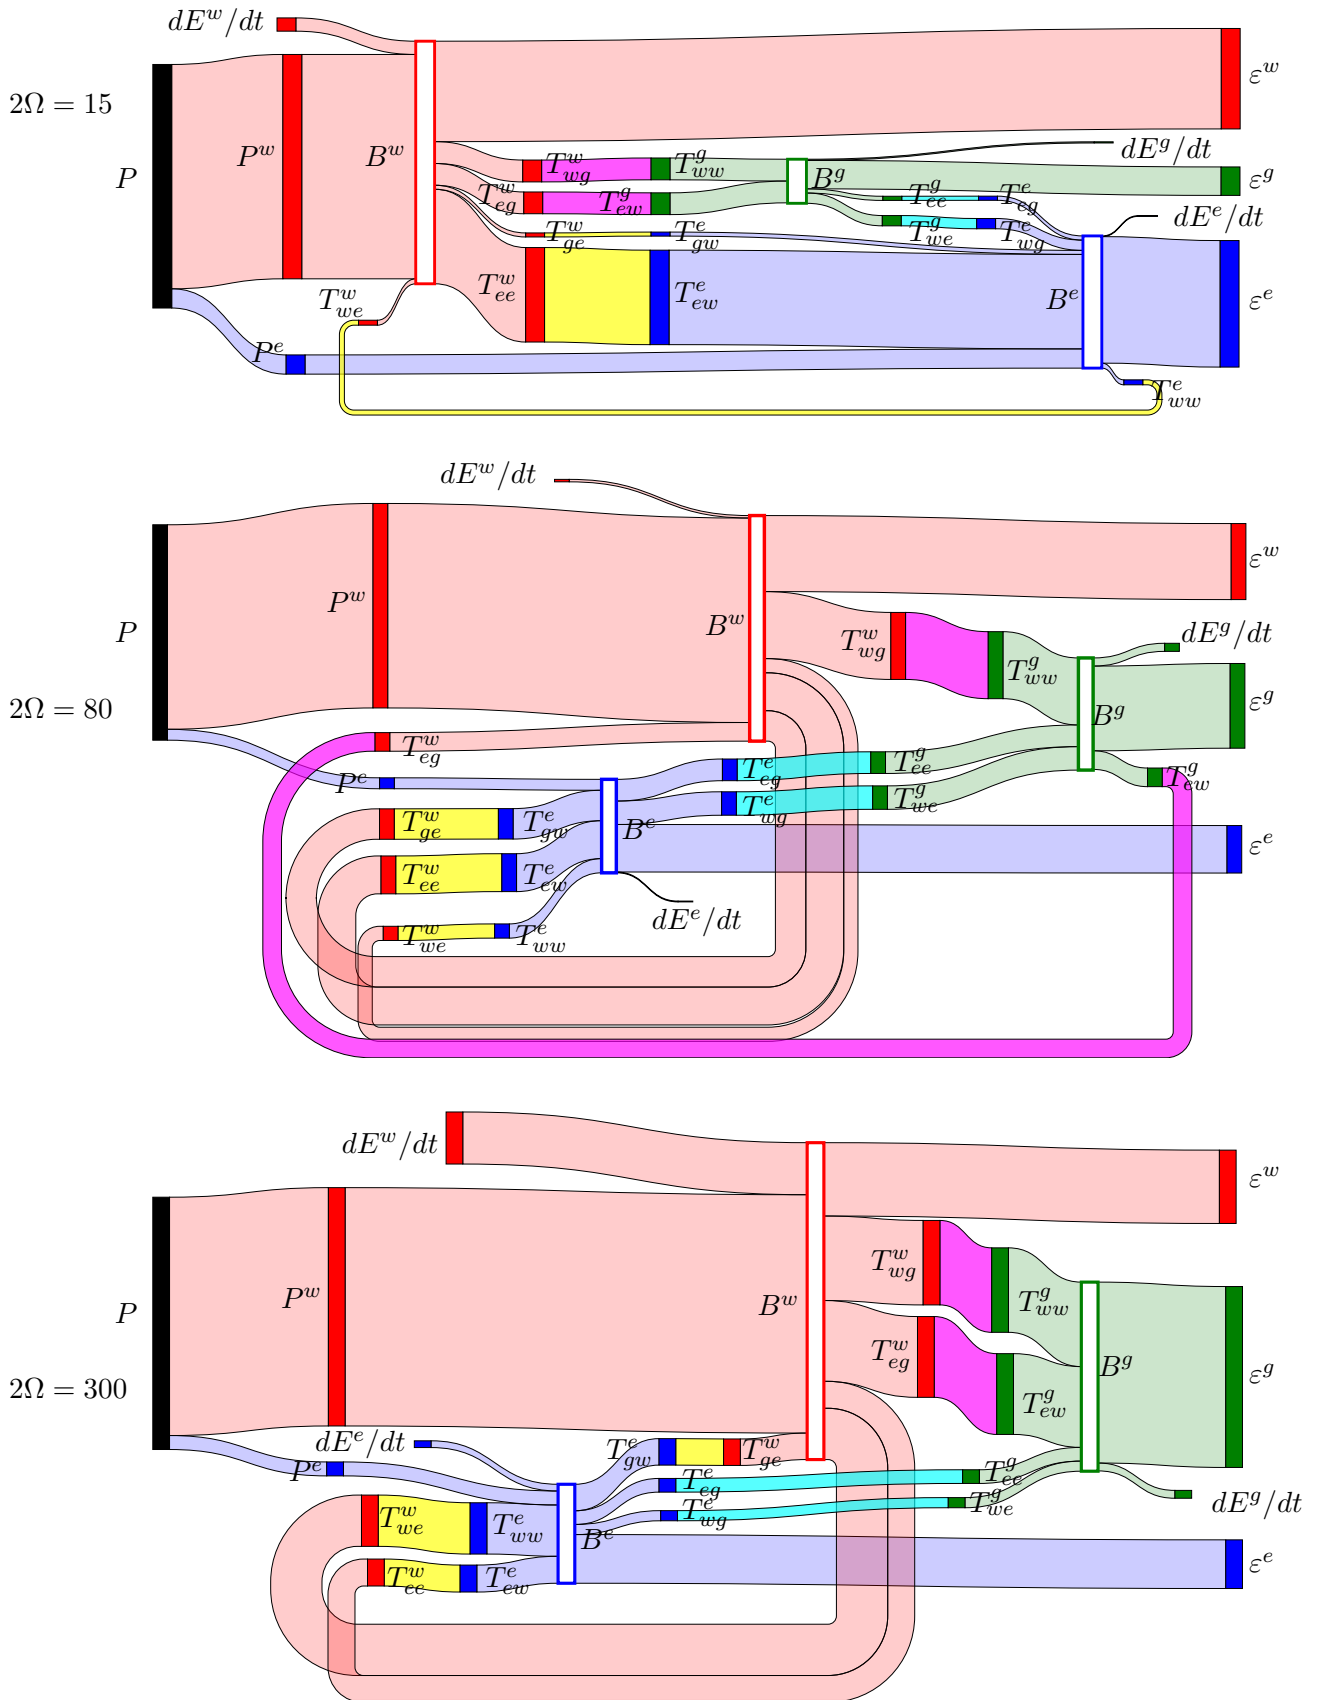 dE^w/dt
ε^w
2Ω = 15
P^w
B^w
dE^g/dt
P
T^w_wg
T^g_ww
B^g
ε^g
T^w_eg
T^g_ew
T^g_ee
T^e_eg
dE^e/dt
T^w_ge
T^e_gw
T^g_we
T^e_wg
T^w_we
T^w_ee
T^e_ew
B^e
ε^e
P^e
T^e_ww
dE^w/dt
ε^w
P^w
B^w
P
T^w_wg
T^g_ww
dE^g/dt
2Ω = 80
B^g
ε^g
T^w_eg
T^e_eg
T^g_ee
T^g_ew
P^e
T^e_wg
T^g_we
T^w_ge
T^e_gw
B^e
ε^e
T^w_ee
T^e_ew
dE^e/dt
T^w_we
T^e_ww
dE^w/dt
ε^w
P^w
B^w
T^w_wg
T^g_ww
P
T^w_eg
B^g
ε^g
2Ω = 300
T^g_ew
dE^e/dt
T^e_gw
T^w_ge
P^e
T^e_eg
T^g_ee
T^e_wg
T^g_we
dE^g/dt
T^w_we
T^e_ww
B^e
ε^e
T^w_ee
T^e_ew